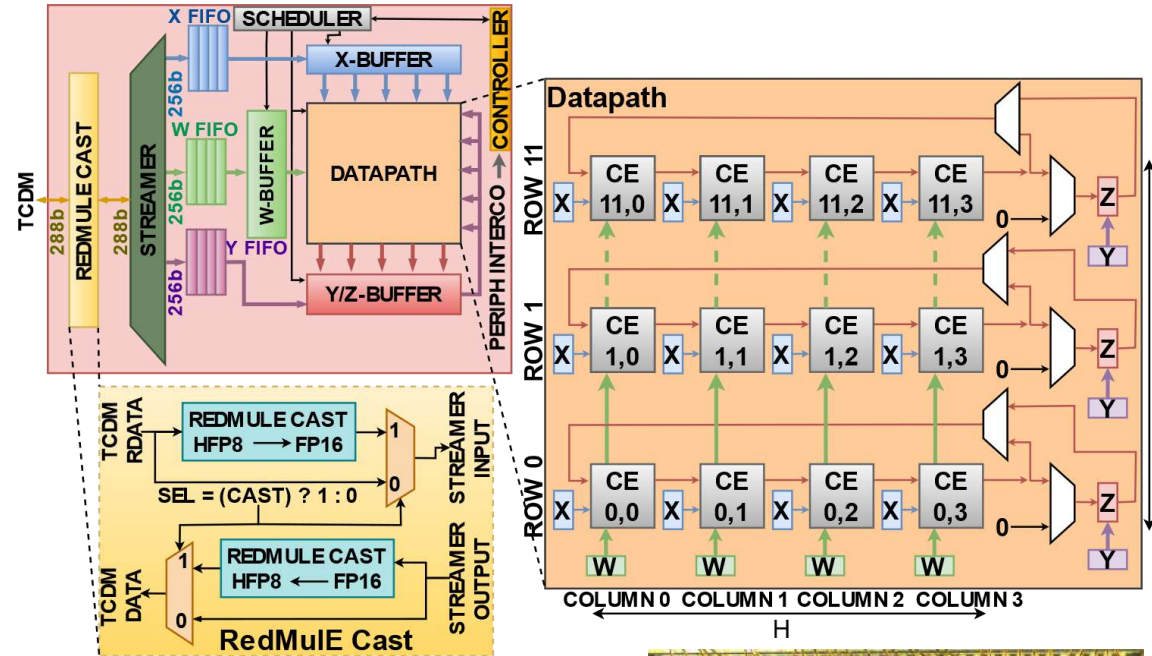 X FIFO
SCHEDULER
X-BUFFER
CONTROLLER
256b
W FIFO
TCDM
288b
REDMULE CAST
288b
STREAMER
256b
W-BUFFER
DATAPATH
Y FIFO
256b
Y/Z-BUFFER
PERIPH INTERCO
TCDM
RDATA
REDMULE CAST
HFP8 FP16
1
0
STREAMER
INPUT
SEL = (CAST) ? 1 : 0
TCDM
DATA
1
0
REDMULE CAST
HFP8 FP16
STREAMER
OUTPUT
RedMulE Cast
Datapath
ROW 11
X
CE
11,0
X
CE
11,1
X
CE
11,2
X
CE
11,3
0
Z
Y
ROW 1
X
CE
1,0
X
CE
1,1
X
CE
1,2
X
CE
1,3
0
Z
Y
ROW 0
X
CE
0,0
X
CE
0,1
X
CE
0,2
X
CE
0,3
0
Z
Y
W
W
W
W
COLUMN 0 COLUMN 1 COLUMN 2 COLUMN 3
H